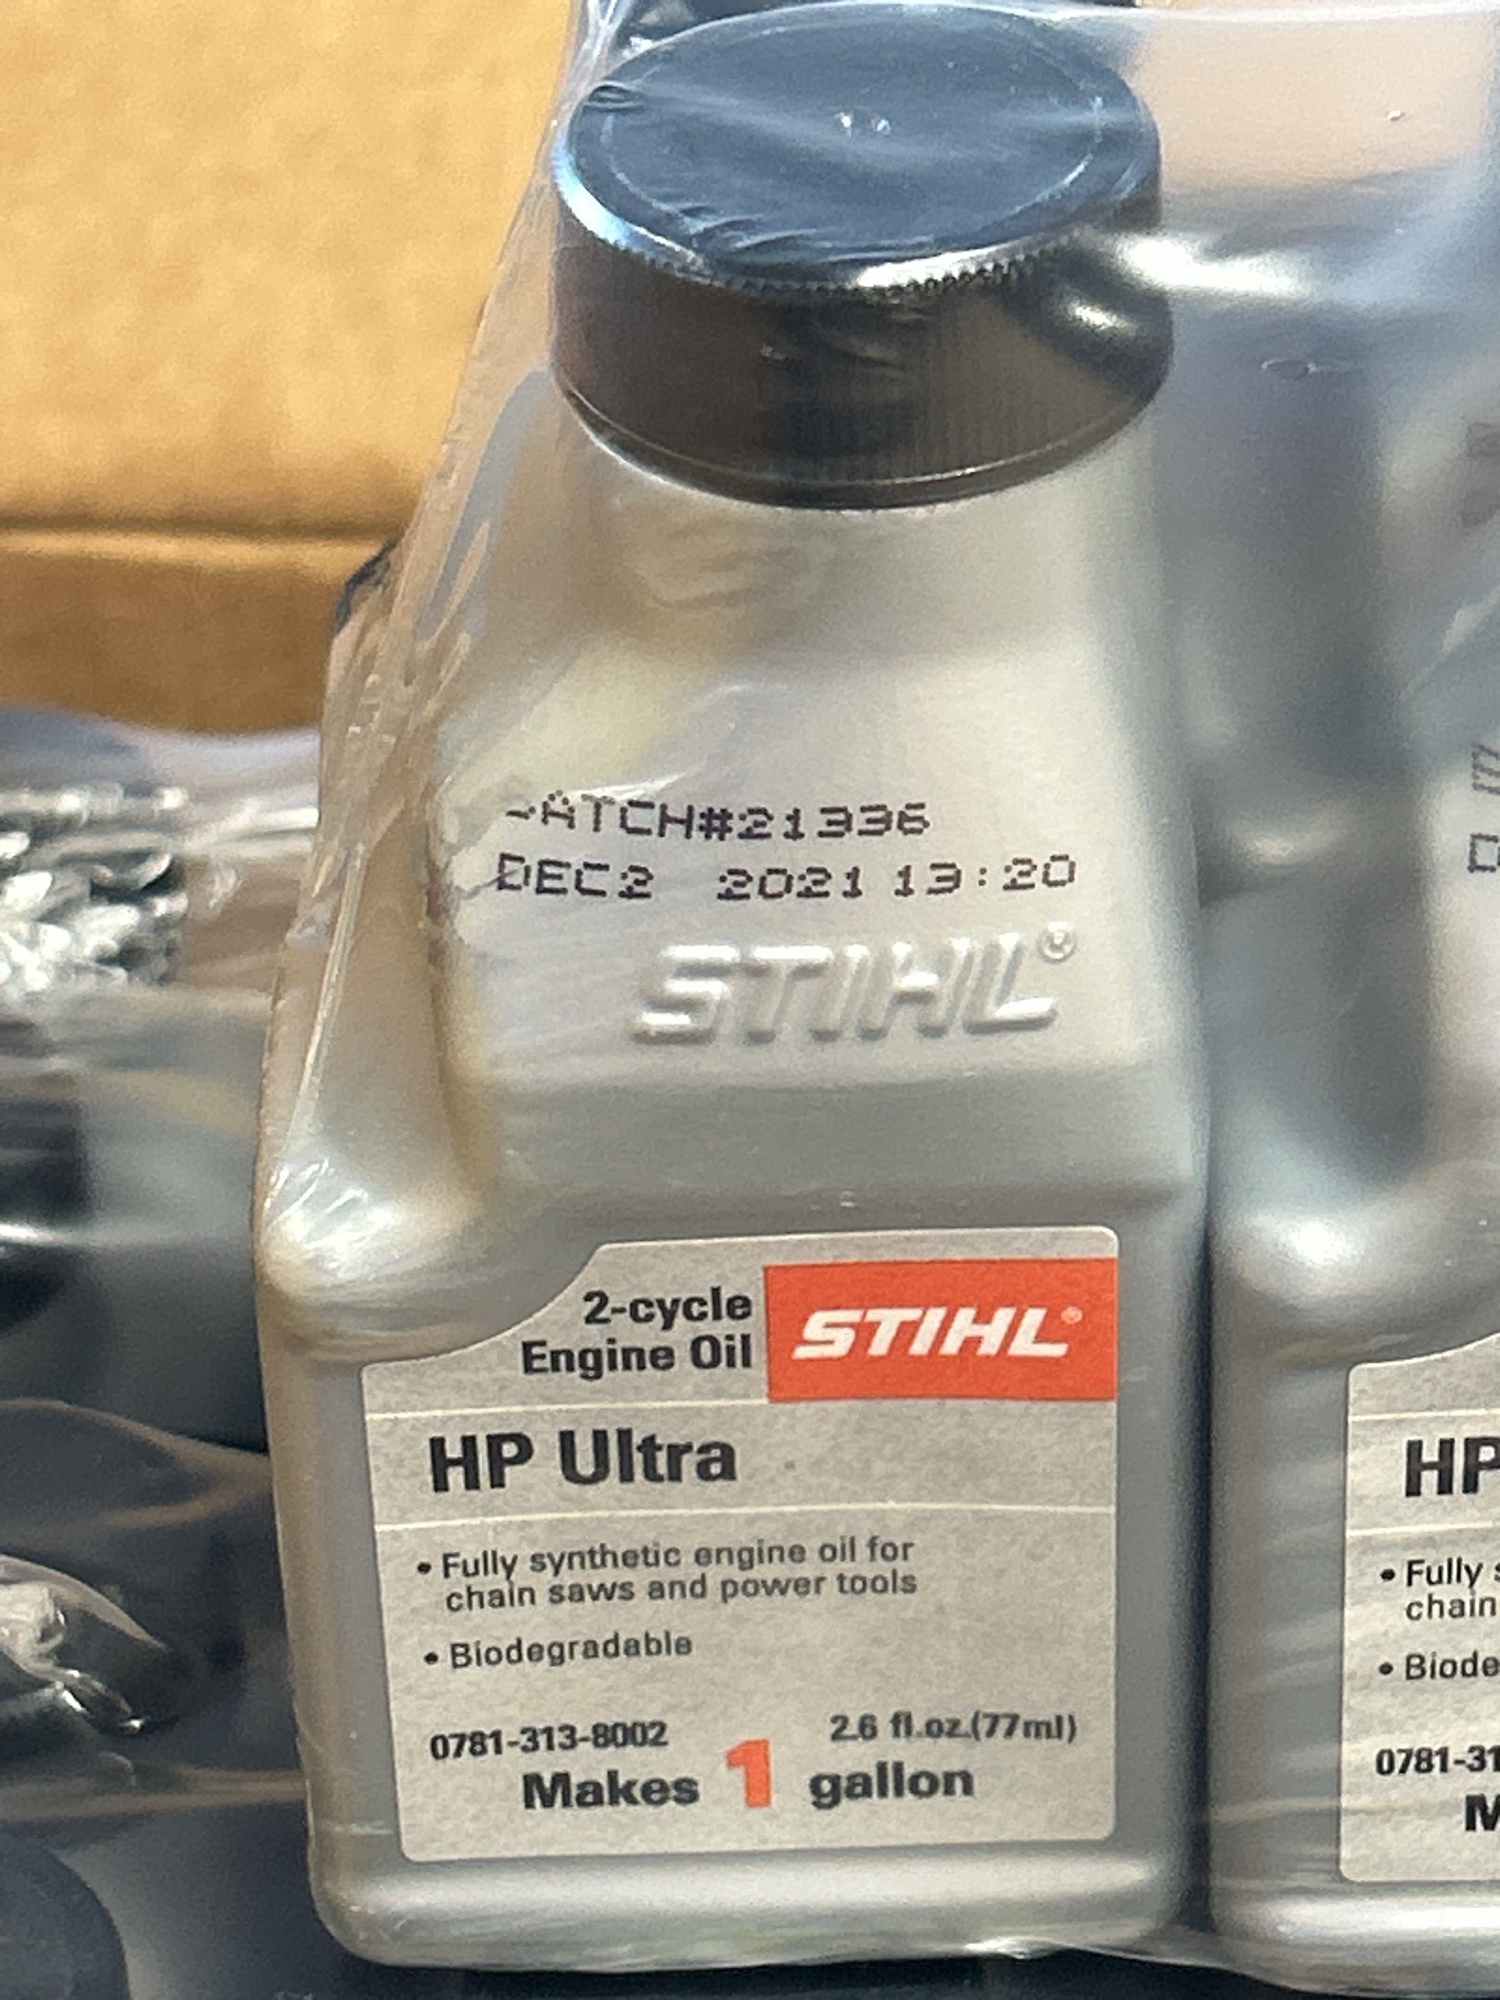 BATCH#21336
DEC2 2021 13:20
STIHL®
2-cycle
Engine Oil
STIHL®
HP Ultra
• Fully synthetic engine oil for
chain saws and power tools
• Biodegradable
0781-313-8002
2.6 fl.oz.(77ml)
Makes 1 gallon
HP
• Fully
chain
• Biode
0781-31